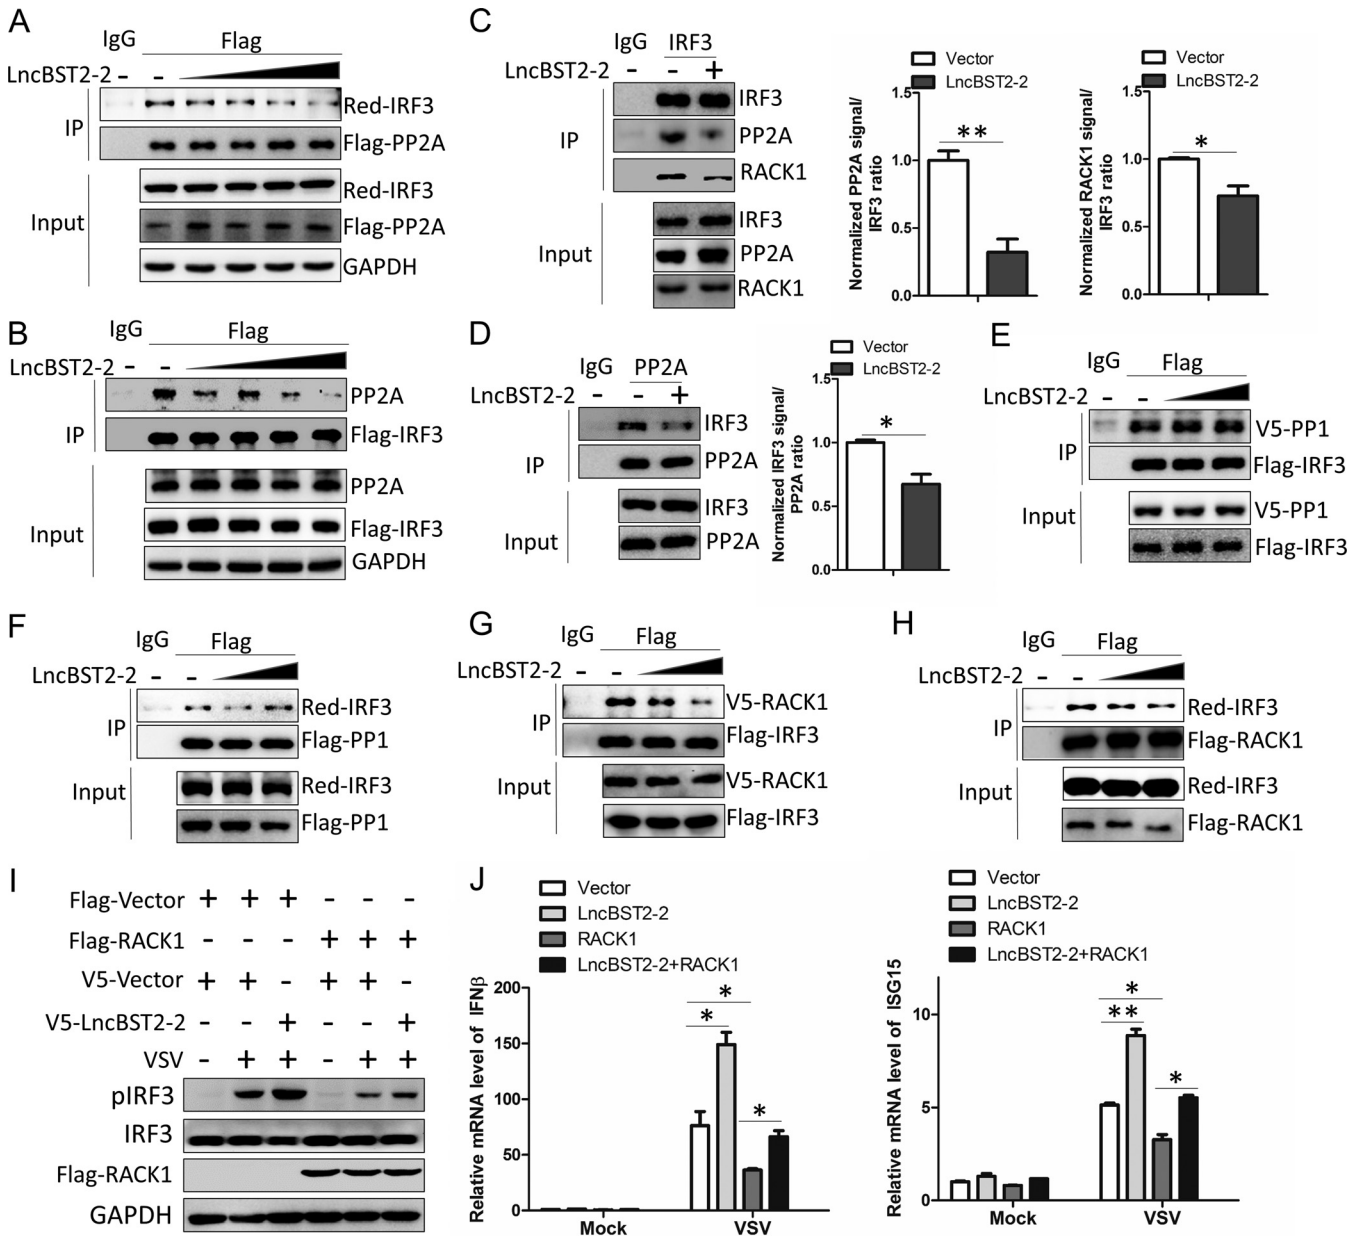 A
IgG Flag
LncBST2-2 - -
IP
Red-IRF3
Flag-PP2A
Input
Red-IRF3
Flag-PP2A
GAPDH
B
IgG Flag
LncBST2-2 - -
IP
PP2A
Flag-IRF3
Input
PP2A
Flag-IRF3
GAPDH
C
IgG IRF3
LncBST2-2 - - +
IP
IRF3
PP2A
RACK1
Input
IRF3
PP2A
RACK1
Vector
LncBST2-2
Normalized PP2A signal/
IRF3 ratio
1.5
1.0
0.5
0.0
**
Vector
LncBST2-2
Normalized RACK1 signal/
IRF3 ratio
1.5
1.0
0.5
0.0
*
D
IgG PP2A
LncBST2-2 - - +
IP
IRF3
PP2A
Input
IRF3
PP2A
Vector
LncBST2-2
Normalized IRF3 signal/
PP2A ratio
1.5
1.0
0.5
0.0
*
E
IgG Flag
LncBST2-2 - -
IP
V5-PP1
Flag-IRF3
Input
V5-PP1
Flag-IRF3
F
IgG Flag
LncBST2-2 - -
IP
Red-IRF3
Flag-PP1
Input
Red-IRF3
Flag-PP1
G
IgG Flag
LncBST2-2 - -
IP
V5-RACK1
Flag-IRF3
Input
V5-RACK1
Flag-IRF3
H
IgG Flag
LncBST2-2 - -
IP
Red-IRF3
Flag-RACK1
Input
Red-IRF3
Flag-RACK1
I
Flag-Vector + + + - - -
Flag-RACK1 - - - + + +
V5-Vector + + - + + -
V5-LncBST2-2 - - + - - +
VSV - + + - + +
pIRF3
IRF3
Flag-RACK1
GAPDH
J
Vector
LncBST2-2
RACK1
LncBST2-2+RACK1
Relative mRNA level of IFNβ
200
150
100
50
0
*
*
*
Mock VSV
Vector
LncBST2-2
RACK1
LncBST2-2+RACK1
Relative mRNA level of ISG15
10
5
0
*
**
*
Mock VSV